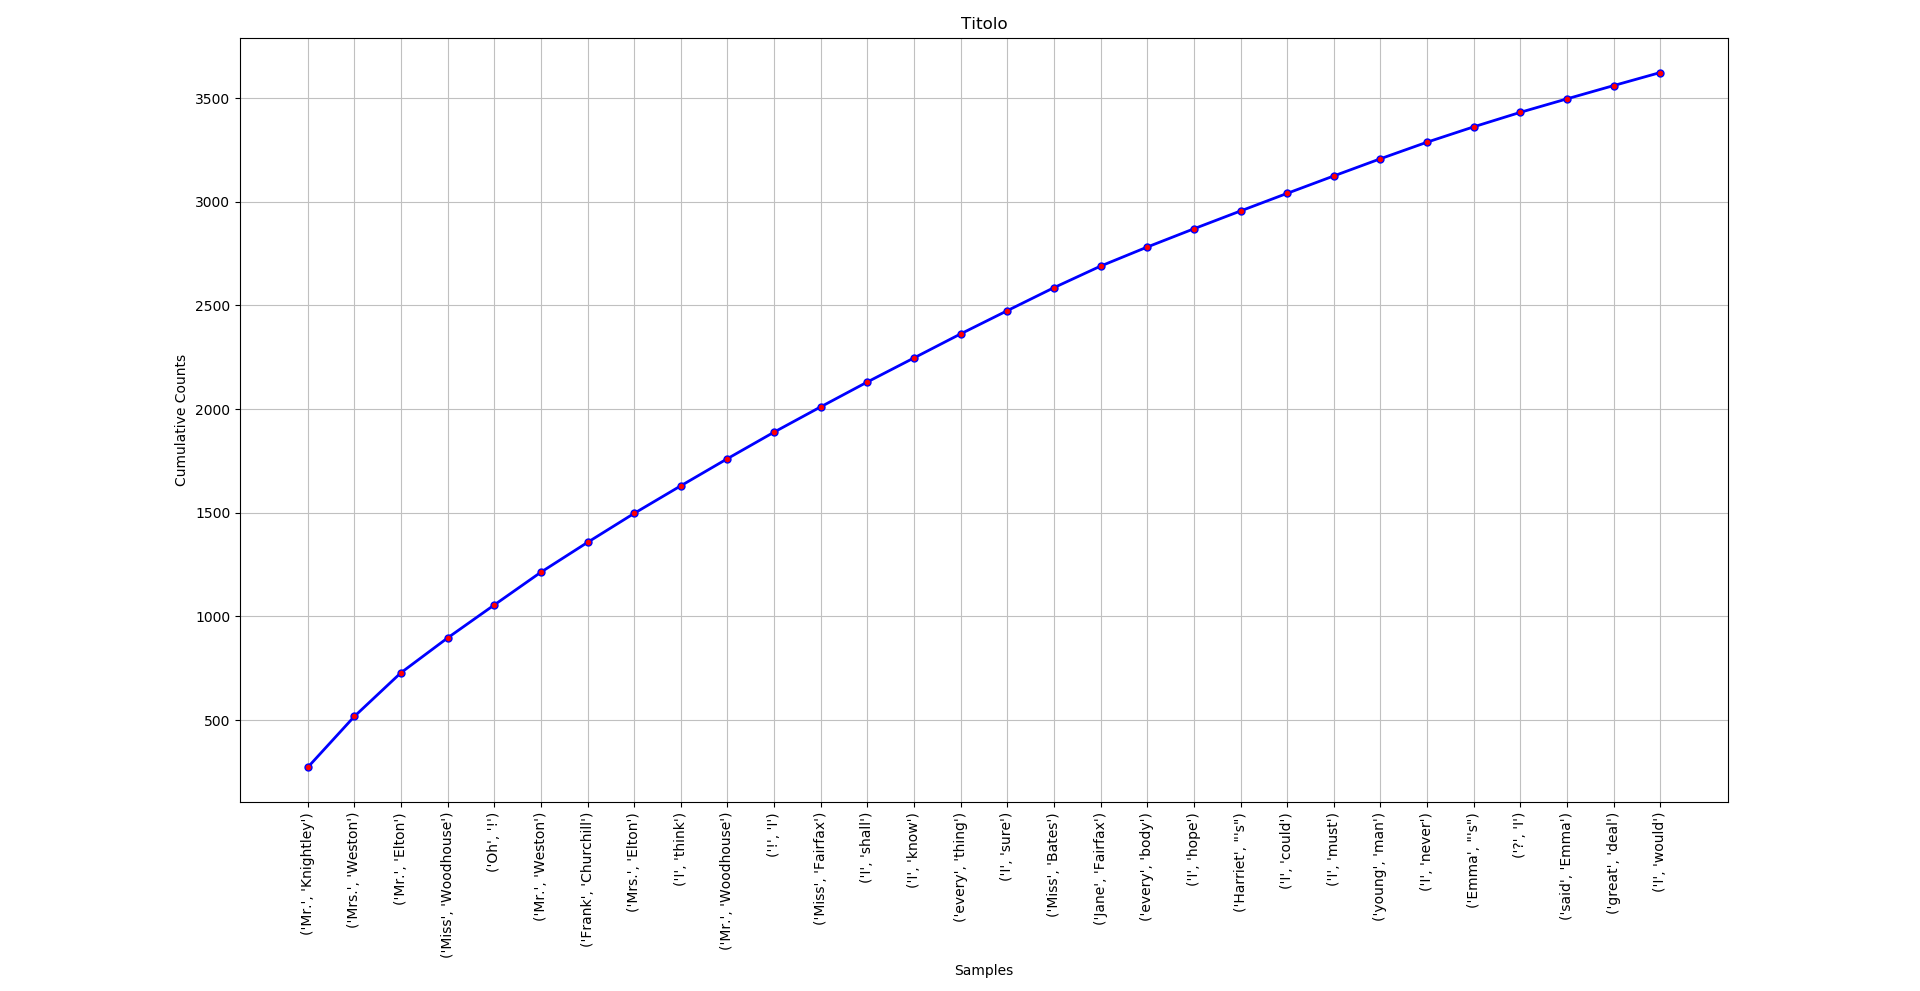 Titolo
3500
3000
2500
2000
1500
1000
500
Cumulative Counts
('Mr.', 'Knightley')
('Mrs.', 'Weston')
('Mr.', 'Elton')
('Miss', 'Woodhouse')
('Oh', '!')
('Mr.', 'Weston')
('Frank', 'Churchill')
('Mrs.', 'Elton')
('I', 'think')
('Mr.', 'Woodhouse')
('!', 'I')
('Miss', 'Fairfax')
('I', 'shall')
('I', 'know')
('every', 'thing')
('I', 'sure')
('Miss', 'Bates')
('Jane', 'Fairfax')
('every', 'body')
('I', 'hope')
('Harriet', "'s")
('I', 'could')
('I', 'must')
('young', 'man')
('I', 'never')
('Emma', "'s")
('?', 'I')
('said', 'Emma')
('great', 'deal')
('I', 'would')
Samples